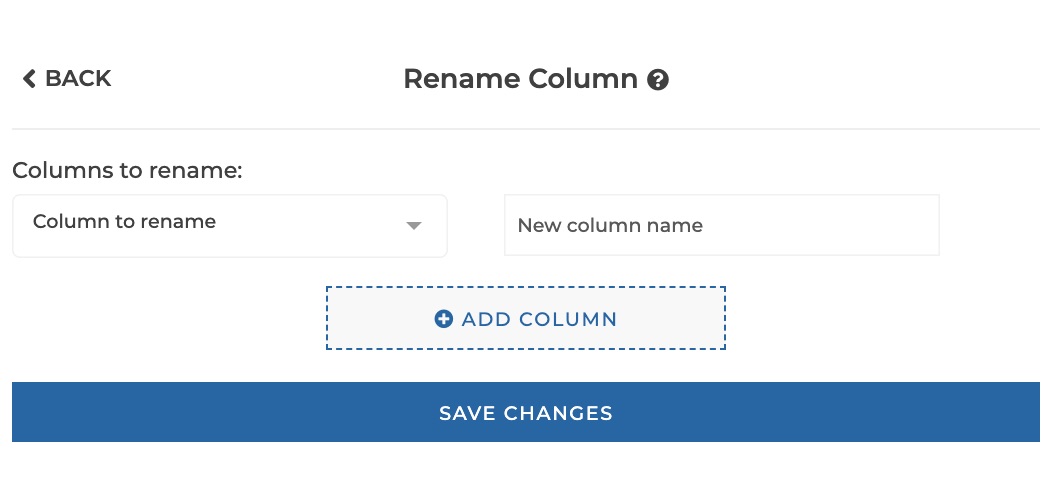 BACK
Rename Column
Columns to rename:
Column to rename
New column name
ADD COLUMN
SAVE CHANGES